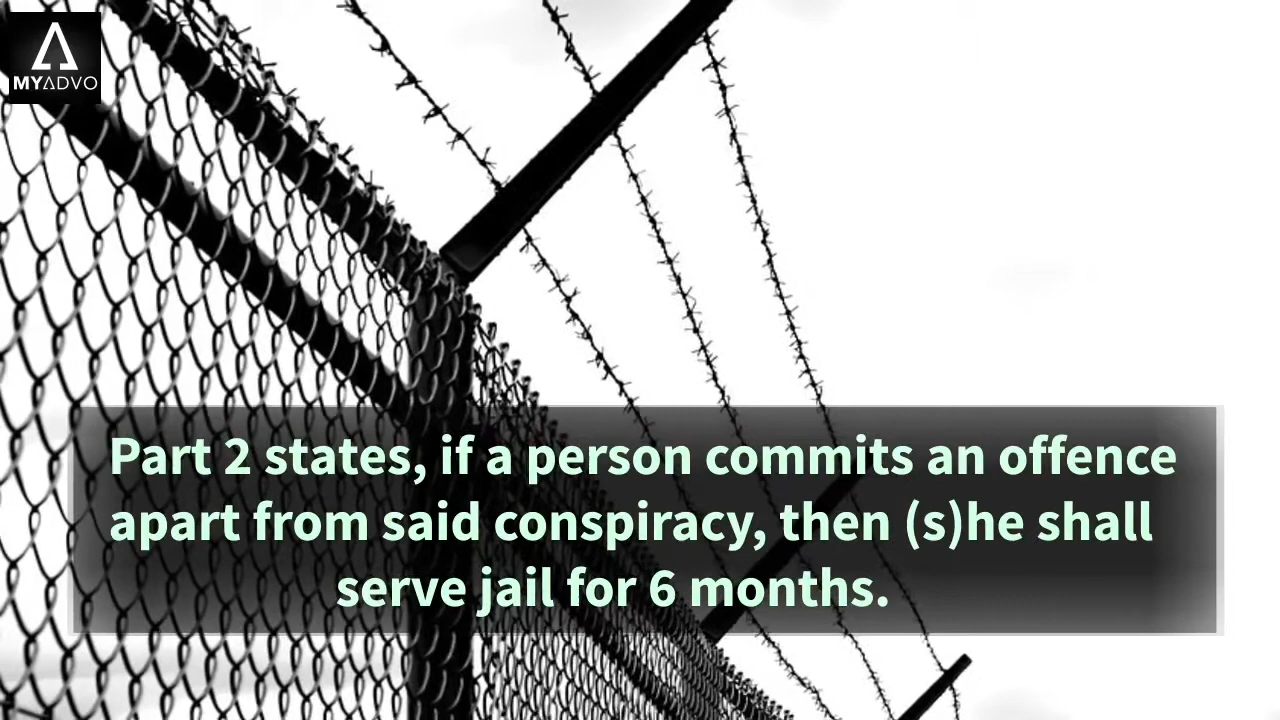 MYADVO
Part 2 states, if a person commits an offence
apart from said conspiracy, then (s)he shall
serve jail for 6 months.